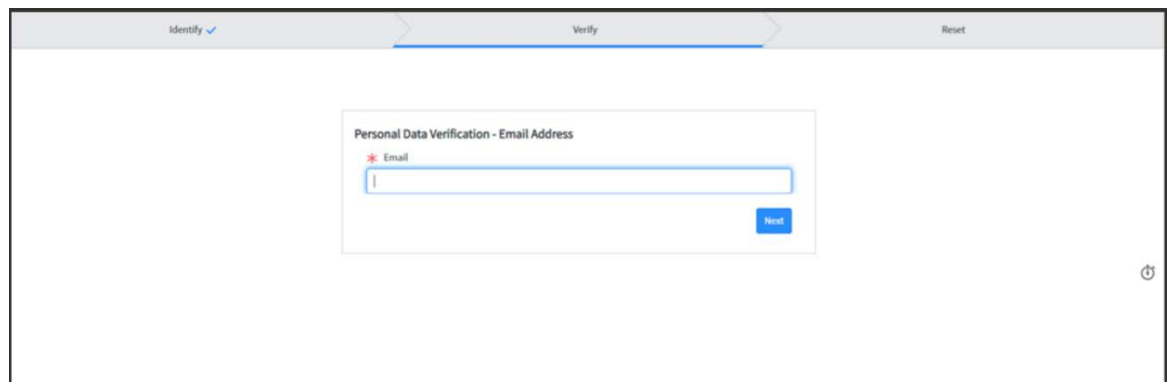 Identify
Verify
Reset
Personal Data Verification - Email Address
* Email
Next